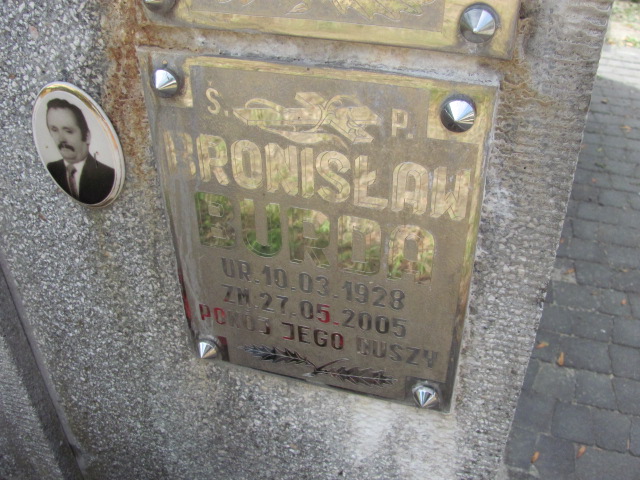 Ś. P.
BRONISŁAW
BURDA
UR. 10.03.1928
ZM. 27.05.2005
POKÓJ JEGO DUSZY